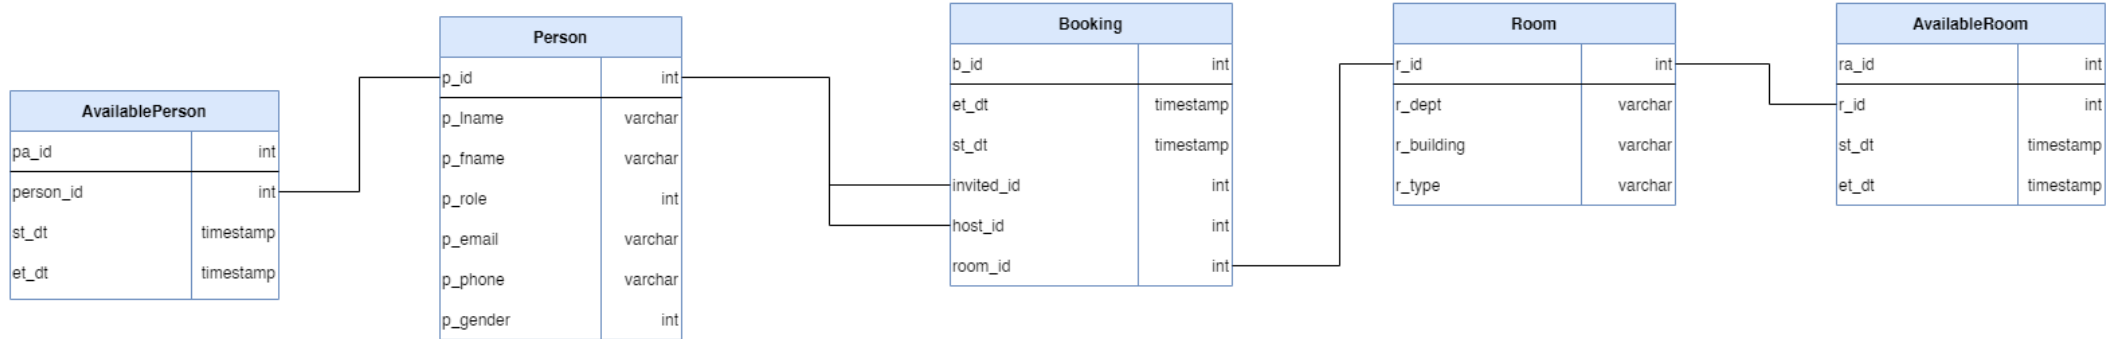 AvailablePerson
pa_id int
person_id int
st_dt timestamp
et_dt timestamp
Person
p_id int
p_lname varchar
p_fname varchar
p_role int
p_email varchar
p_phone varchar
p_gender int
Booking
b_id int
et_dt timestamp
st_dt timestamp
invited_id int
host_id int
room_id int
Room
r_id int
r_dept varchar
r_building varchar
r_type varchar
AvailableRoom
ra_id int
r_id int
st_dt timestamp
et_dt timestamp